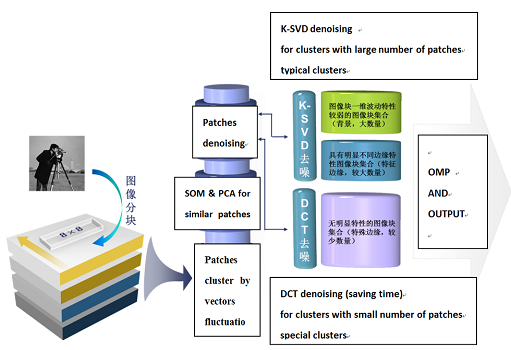 K-SVD denoising
for clusters with large number of patches
typical clusters
图像分块
8×8
Patches
denoising
SOM & PCA for
similar patches
Patches
cluster by
vectors
fluctuatio
K-SVD去噪
图像块一维波动特性
较弱的图像块集合
（背景，大数量）
具有明显不同边缘特
性图像块集合（特征
边缘，较大数量）
DCT去噪
无明显特性的图像块
集合（特殊边缘，较
少数量）
OMP
AND
OUTPUT
DCT denoising (saving time)
for clusters with small number of patches
special clusters